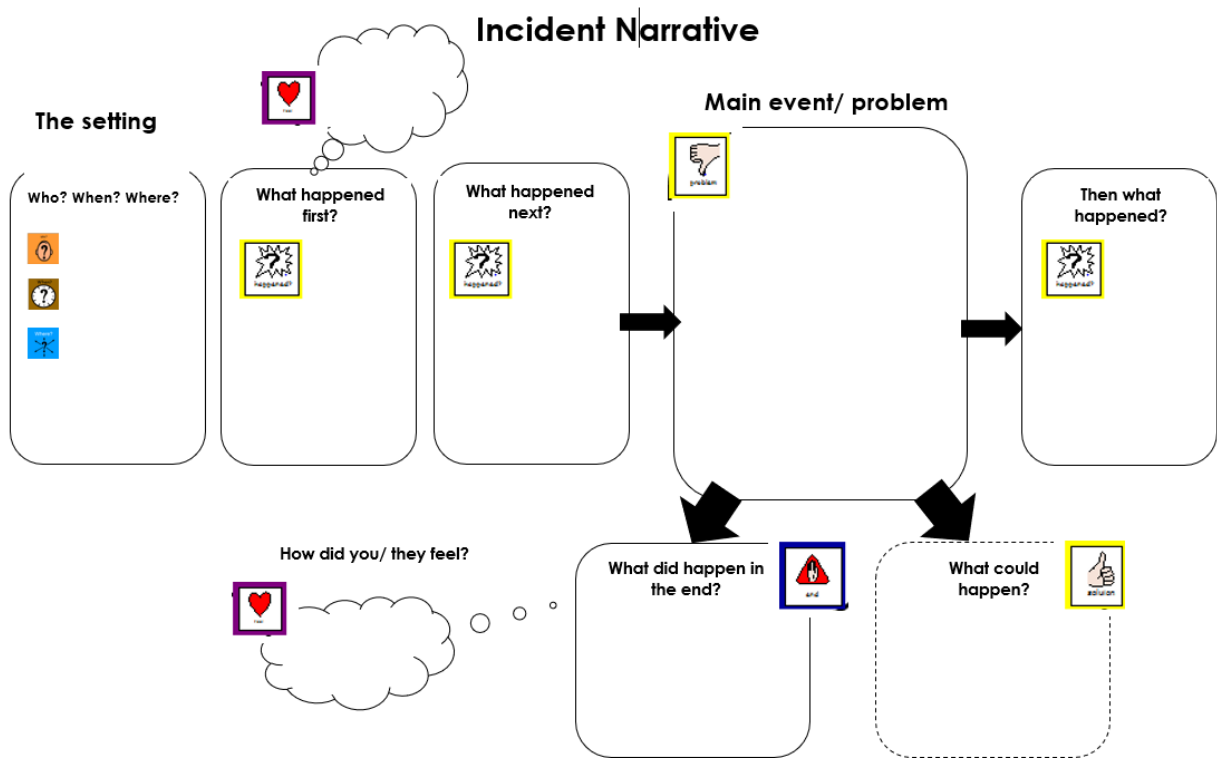 Incident Narrative
The setting
Main event/ problem
Who? When? Where?
What happened
first?
happened?
What happened
next?
happened?
problem
Then what
happened?
happened?
Where?
How did you/ they feel?
What did happen in
the end?
end
What could
happen?
solution